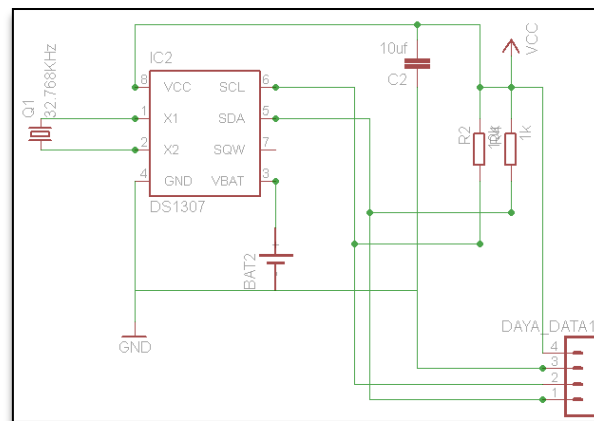 10uf
C2
VCC
IC2
Q1
32.768KHz
8 VCC SCL 6
1 X1 SDA 5
2 X2 SQW 7
4 GND VBAT 3
DS1307
R2
1k
BAT2
GND
DAYA_DATA1
4
3
2
1